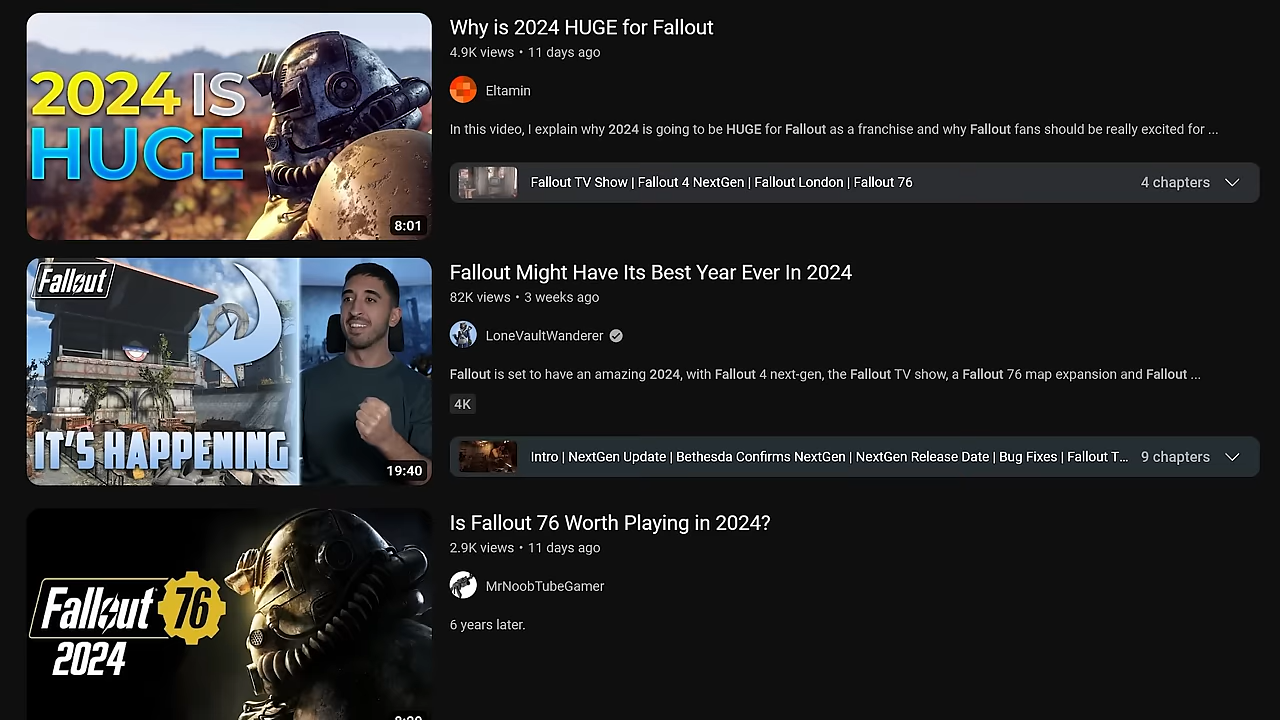 2024 IS
HUGE
8:01
Why is 2024 HUGE for Fallout
4.9K views • 11 days ago
Eltamin
In this video, I explain why 2024 is going to be HUGE for Fallout as a franchise and why Fallout fans should be really excited for ...
Fallout TV Show | Fallout 4 NextGen | Fallout London | Fallout 76
4 chapters
Fallout
IT'S HAPPENING
19:40
Fallout Might Have Its Best Year Ever In 2024
82K views • 3 weeks ago
LoneVaultWanderer
Fallout is set to have an amazing 2024, with Fallout 4 next-gen, the Fallout TV show, a Fallout 76 map expansion and Fallout ...
4K
Intro | NextGen Update | Bethesda Confirms NextGen | NextGen Release Date | Bug Fixes | Fallout T...
9 chapters
Fallout 76
2024
Is Fallout 76 Worth Playing in 2024?
2.9K views • 11 days ago
MrNoobTubeGamer
6 years later.